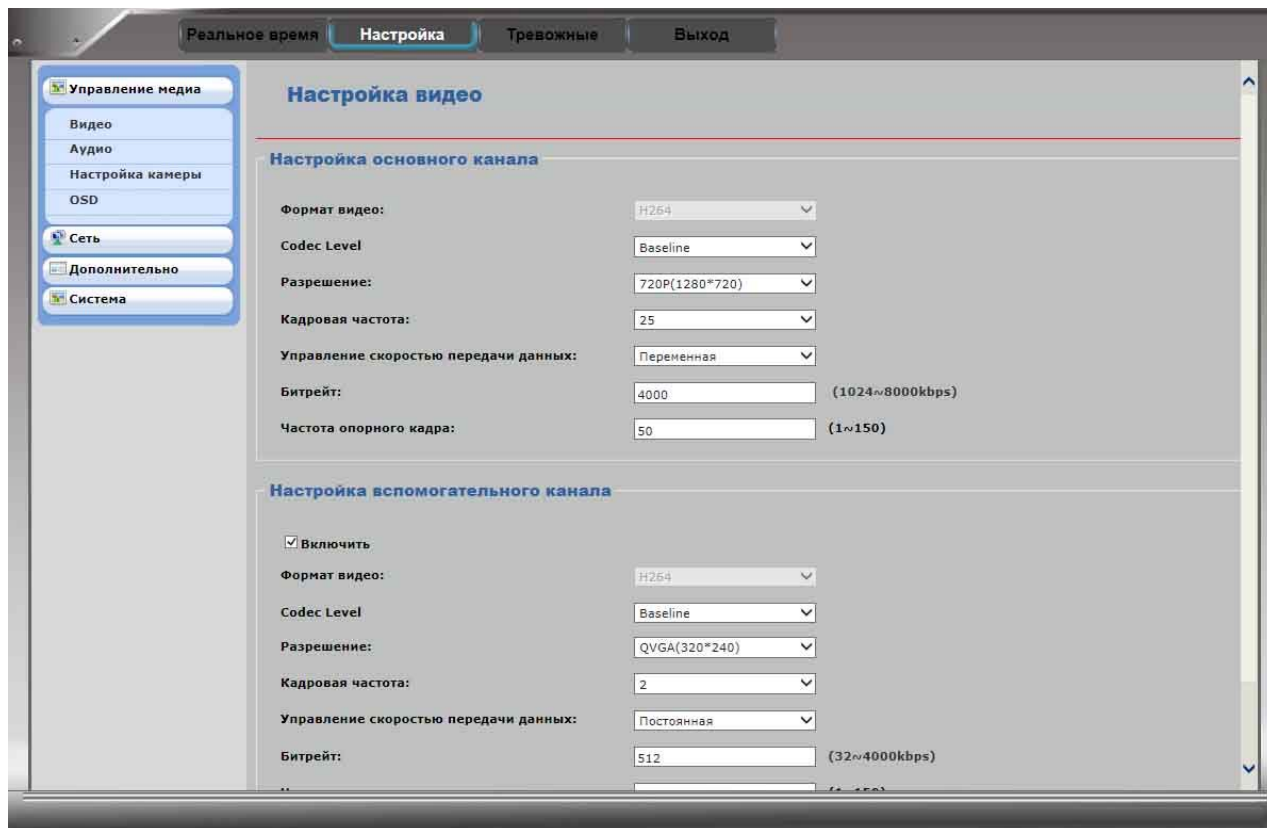 Реальное время Настройка Тревожные Выход
Управление медиа
Видео
Аудио
Настройка камеры
OSD
Сеть
Дополнительно
Система
Настройка видео
Настройка основного канала
Формат видео: H264
Codec Level Baseline
Разрешение: 720P(1280*720)
Кадровая частота: 25
Управление скоростью передачи данных: Переменная
Битрейт: 4000 (1024~8000kbps)
Частота опорного кадра: 50 (1~150)
Настройка вспомогательного канала
Включить
Формат видео: H264
Codec Level Baseline
Разрешение: QVGA(320*240)
Кадровая частота: 2
Управление скоростью передачи данных: Постоянная
Битрейт: 512 (32~4000kbps)